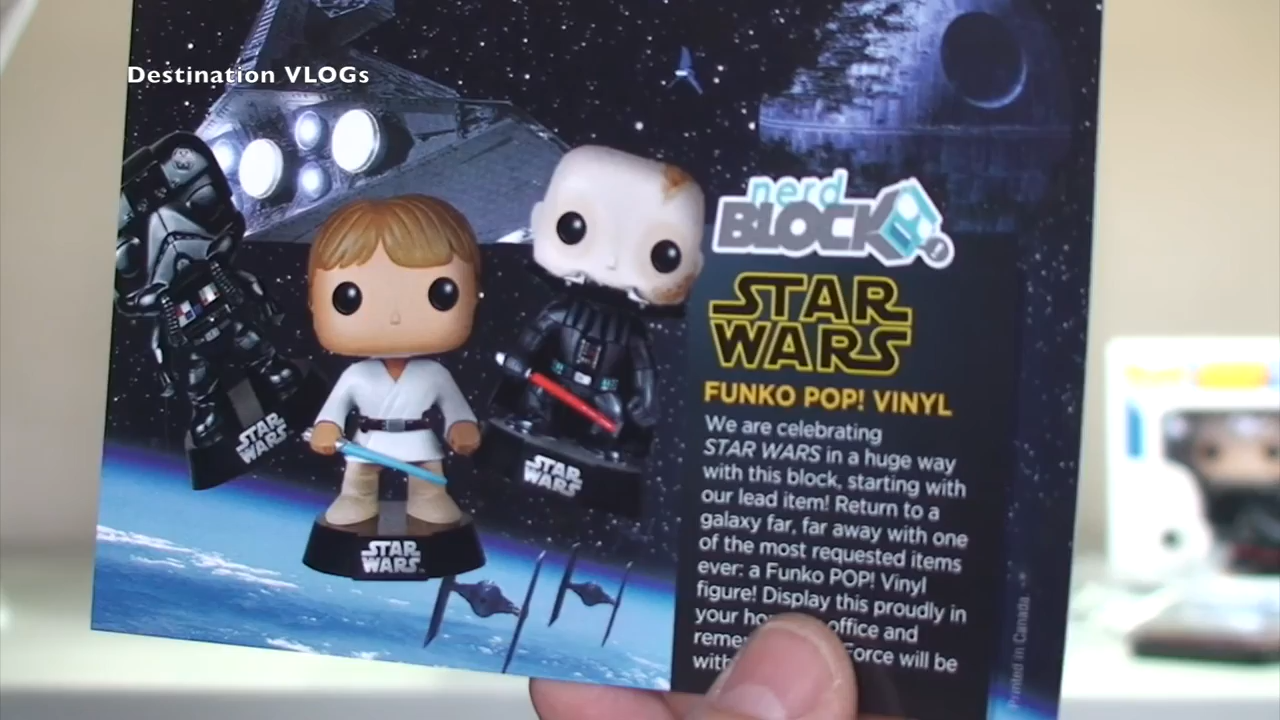 Destination VLOGs
nerd
BLOCK
STAR
WARS
FUNKO POP! VINYL
We are celebrating
STAR WARS in a huge way
with this block, starting with
our lead item! Return to a
galaxy far, far away with one
of the most requested items
ever: a Funko POP! Vinyl
figure! Display this proudly in
your office and
Force will be
STAR
WARS
STAR
WARS
STAR
WARS
Printed in Canada